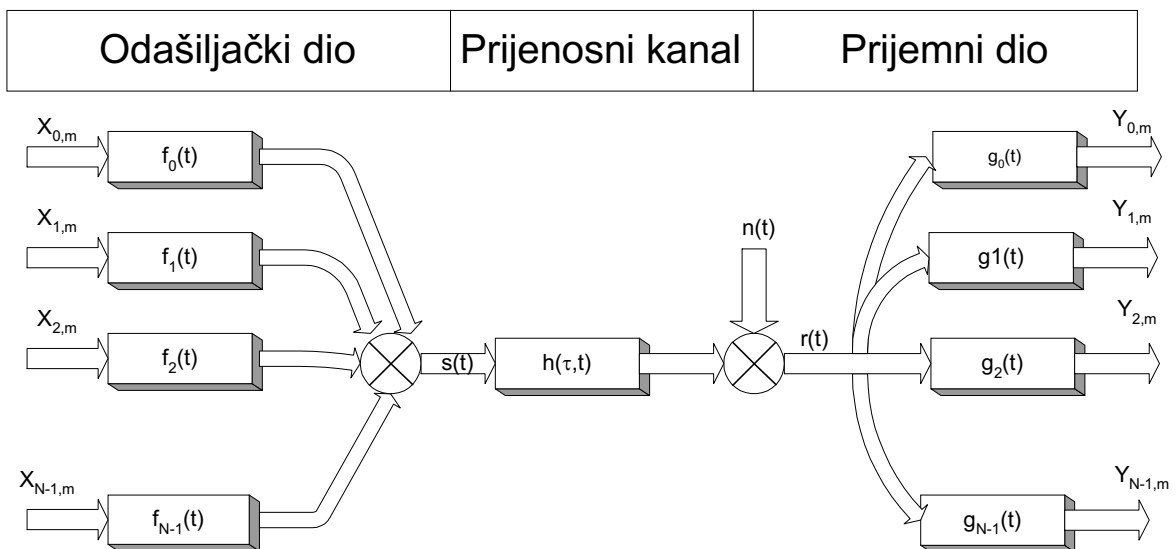 Odašiljački dio
Prijenosni kanal
Prijemni dio
X0,m
f0(t)
g0(t)
Y0,m
X1,m
f1(t)
n(t)
g1(t)
Y1,m
X2,m
f2(t)
s(t)
h(τ,t)
r(t)
g2(t)
Y2,m
XN-1,m
fN-1(t)
gN-1(t)
YN-1,m